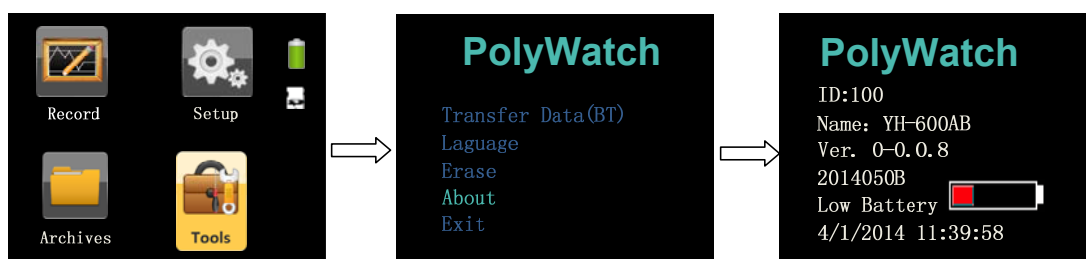 Record
Setup
Archives
Tools
PolyWatch
Transfer Data(BT)
Laguage
Erase
About
Exit
PolyWatch
ID:100
Name: YH-600AB
Ver. 0-0.0.8
2014050B
Low Battery
4/1/2014 11:39:58